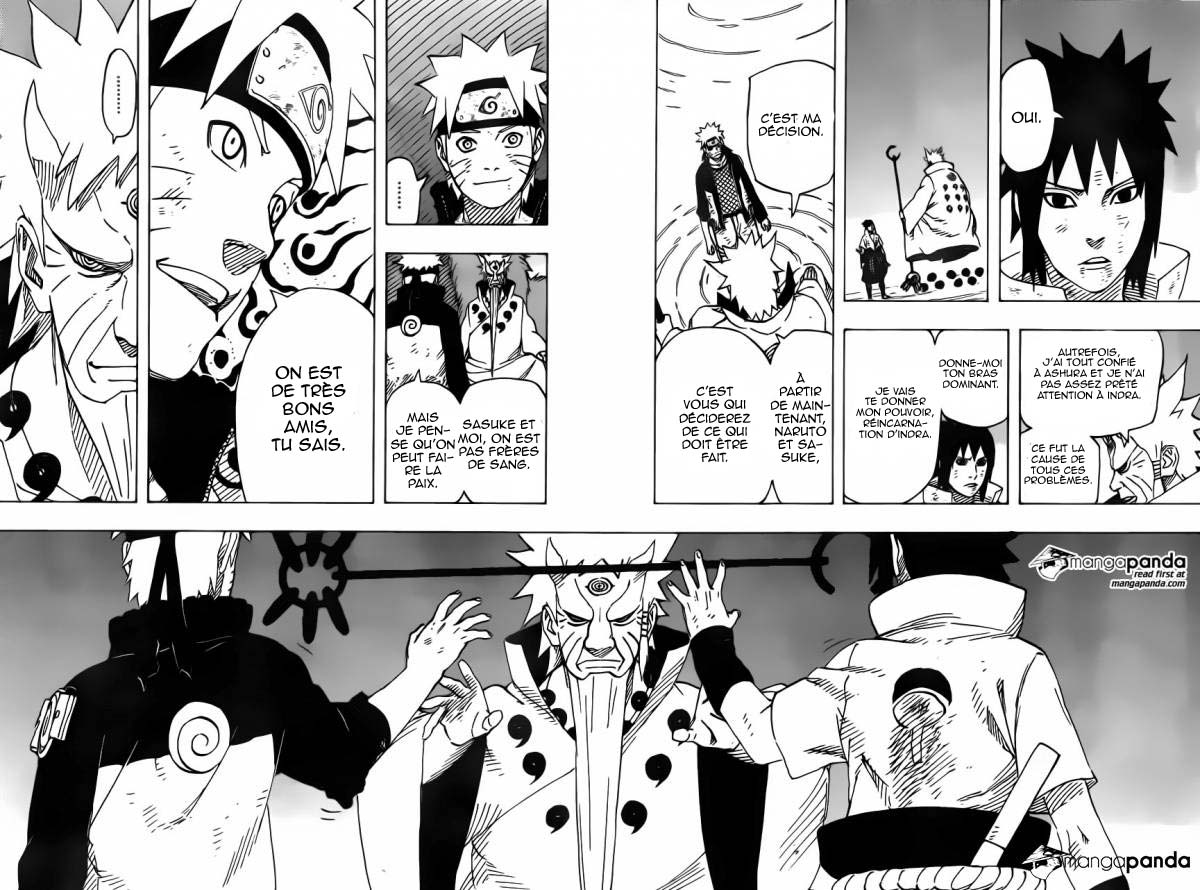 OUI.
AUTREFOIS,
J'AI TOUT CONFIÉ
À ASHURA ET JE N'AI
PAS ASSEZ PRÊTÉ
ATTENTION À INDRA.
CE FUT LA
CAUSE DE
TOUS CES
PROBLÈMES.
DONNE-MOI
TON BRAS
DOMINANT.
JE VAIS
TE DONNER
MON POUVOIR,
RÉINCARNA-
TION D'INDRA.
C'EST MA
DÉCISION.
À
PARTIR
DE MAIN-
TENANT,
NARUTO
ET SA-
SUKE,
C'EST
VOUS QUI
DÉCIDEREZ
DE CE QUI
DOIT ÊTRE
FAIT.
.........
SASUKE ET
MOI, ON EST
PAS FRÈRES
DE SANG.
MAIS
JE PEN-
SE QU'ON
PEUT FAI-
RE LA
PAIX.
ON EST
DE TRÈS
BONS
AMIS,
TU SAIS.
.........
mangapanda
read first at
mangapanda.com
mangapanda